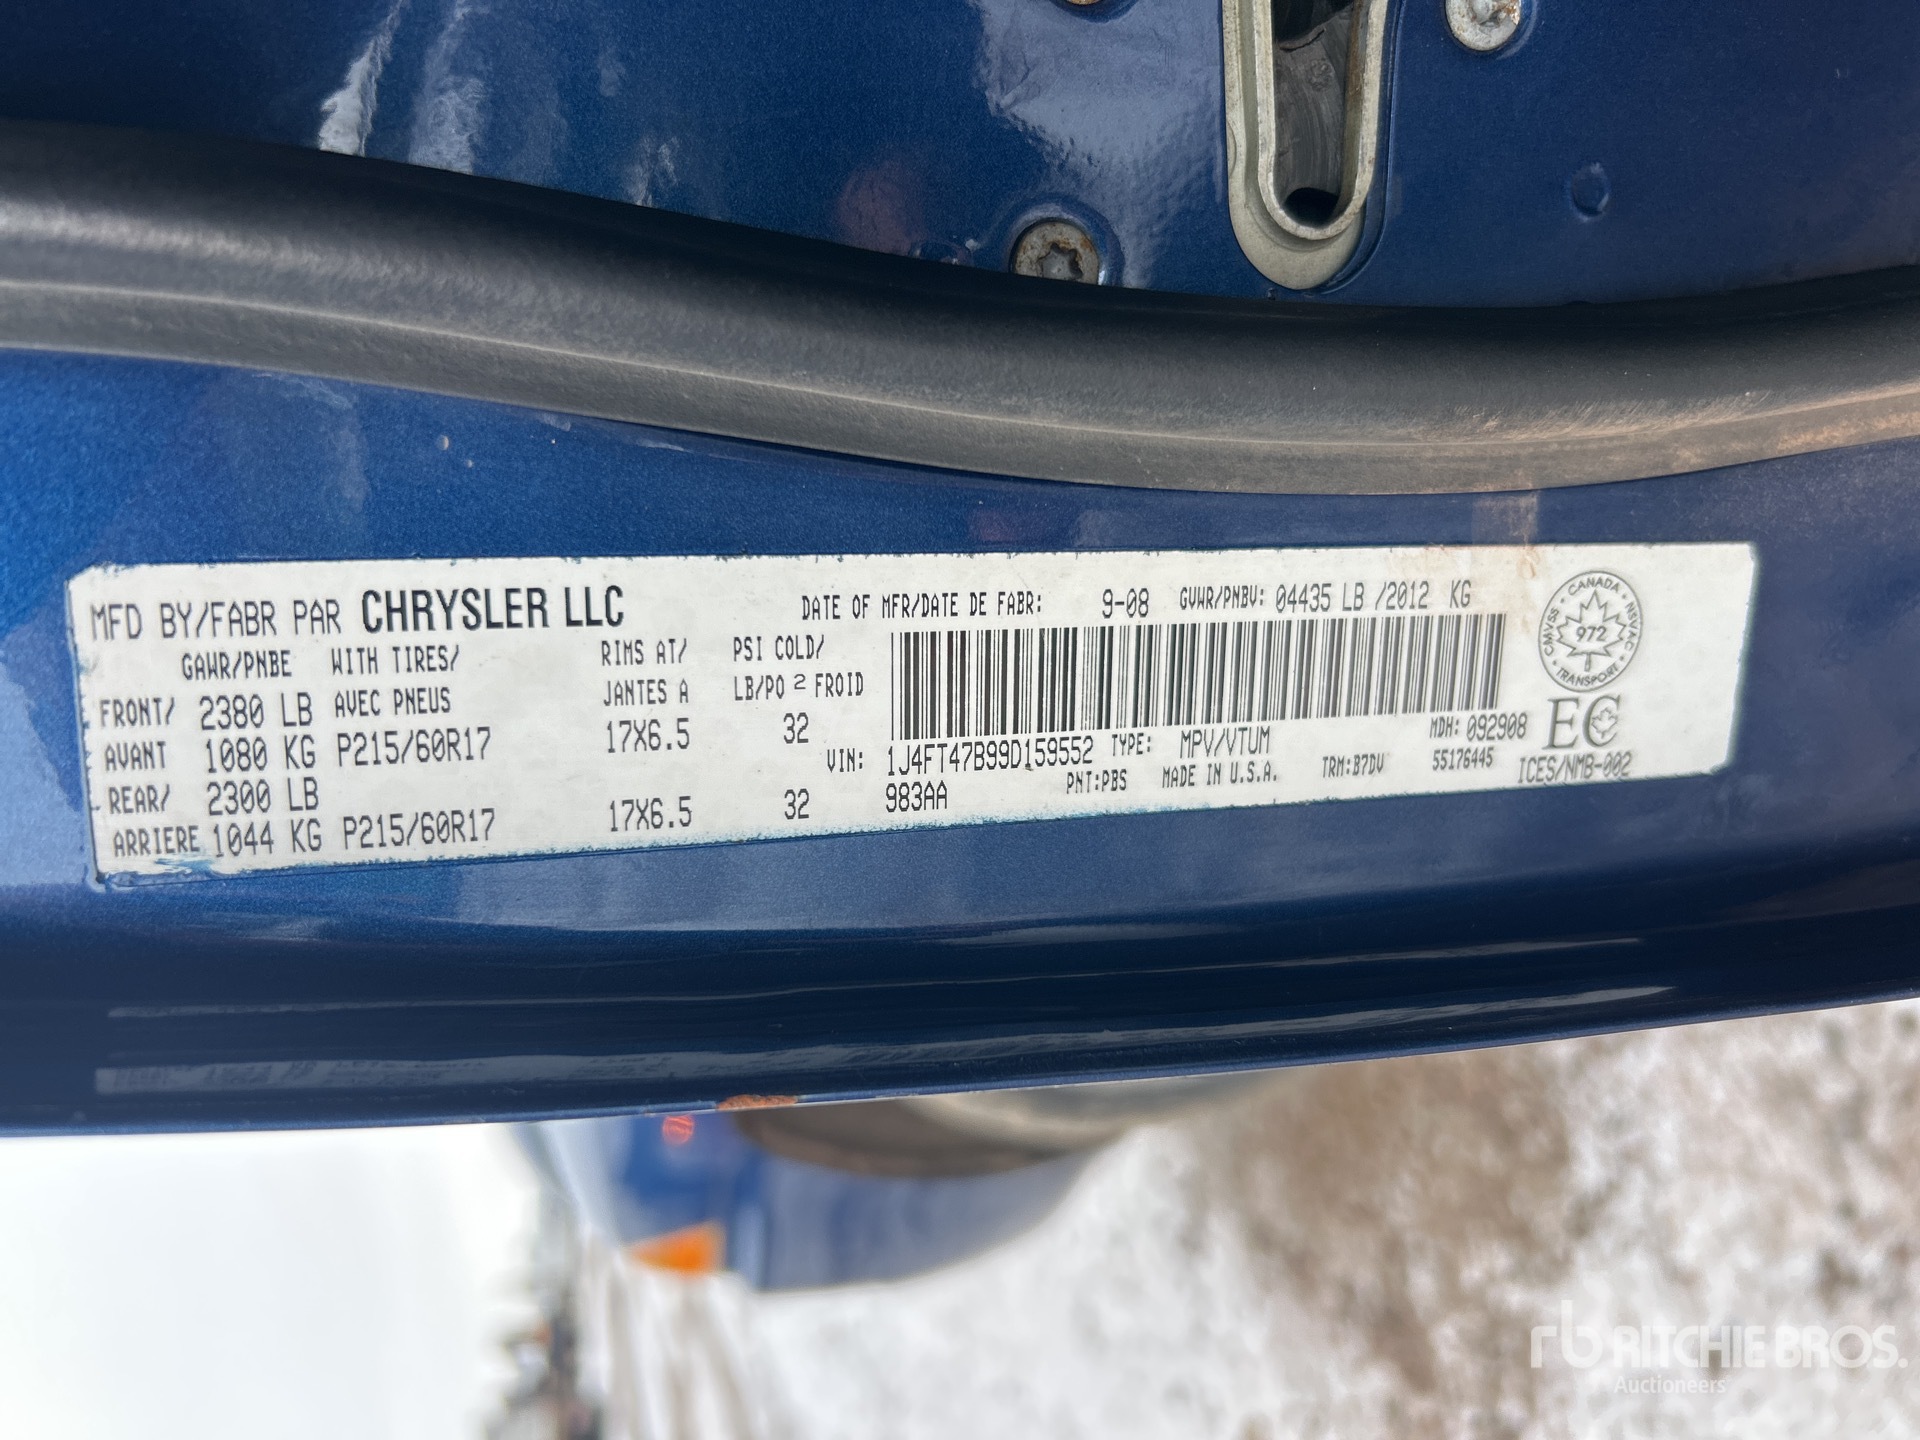 MFD BY/FABR PAR CHRYSLER LLC
DATE OF MFR/DATE DE FABR: 9-08 GVWR/PNBV: 04435 LB /2012 KG
GAWR/PNBE WITH TIRES/ RIMS AT/ PSI COLD/
FRONT/ 2380 LB AVEC PNEUS JANTES A LB/PO 2 FROID
AVANT 1080 KG P215/60R17 17X6.5 32
REAR/ 2300 LB
ARRIERE 1044 KG P215/60R17 17X6.5 32
VIN: 1J4FT47B99D159552 TYPE: MPV/VTUM MDH: 092908
983AA PNT:PBS MADE IN U.S.A. TRM:B7DV 55176445
CANADA
CMVSS • NSVAC
972
TRANSPORT
EC
ICES/NMB-002
rb RITCHIE BROS.
Auctioneers